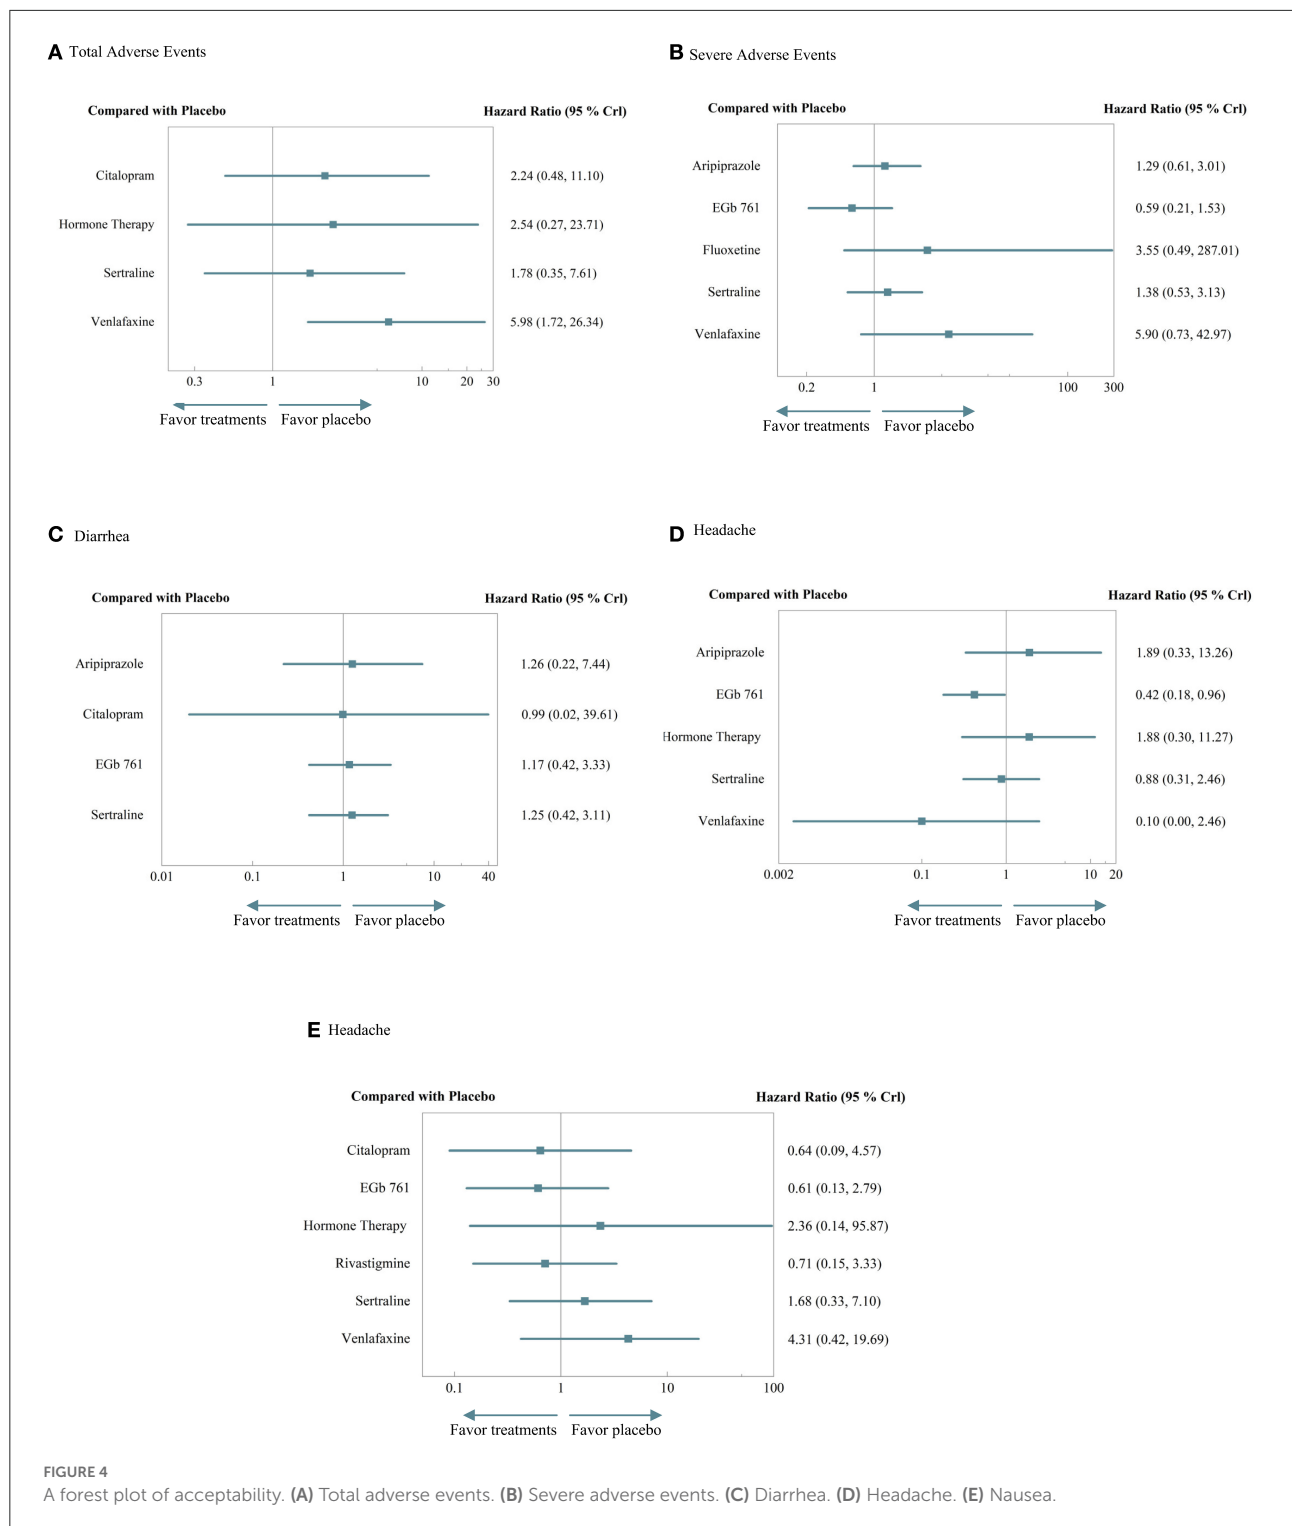 A Total Adverse Events
Compared with Placebo Hazard Ratio (95 % Crl)
Citalopram 2.24 (0.48, 11.10)
Hormone Therapy 2.54 (0.27, 23.71)
Sertraline 1.78 (0.35, 7.61)
Venlafaxine 5.98 (1.72, 26.34)
0.3 1 10 20 30
Favor treatments Favor placebo
B Severe Adverse Events
Compared with Placebo Hazard Ratio (95 % Crl)
Aripiprazole 1.29 (0.61, 3.01)
EGb 761 0.59 (0.21, 1.53)
Fluoxetine 3.55 (0.49, 287.01)
Sertraline 1.38 (0.53, 3.13)
Venlafaxine 5.90 (0.73, 42.97)
0.2 1 100 300
Favor treatments Favor placebo
C Diarrhea
Compared with Placebo Hazard Ratio (95 % Crl)
Aripiprazole 1.26 (0.22, 7.44)
Citalopram 0.99 (0.02, 39.61)
EGb 761 1.17 (0.42, 3.33)
Sertraline 1.25 (0.42, 3.11)
0.01 0.1 1 10 40
Favor treatments Favor placebo
D Headache
Compared with Placebo Hazard Ratio (95 % Crl)
Aripiprazole 1.89 (0.33, 13.26)
EGb 761 0.42 (0.18, 0.96)
Hormone Therapy 1.88 (0.30, 11.27)
Sertraline 0.88 (0.31, 2.46)
Venlafaxine 0.10 (0.00, 2.46)
0.002 0.1 1 10 20
Favor treatments Favor placebo
E Headache
Compared with Placebo Hazard Ratio (95 % Crl)
Citalopram 0.64 (0.09, 4.57)
EGb 761 0.61 (0.13, 2.79)
Hormone Therapy 2.36 (0.14, 95.87)
Rivastigmine 0.71 (0.15, 3.33)
Sertraline 1.68 (0.33, 7.10)
Venlafaxine 4.31 (0.42, 19.69)
0.1 1 10 100
Favor treatments Favor placebo
FIGURE 4
A forest plot of acceptability. (A) Total adverse events. (B) Severe adverse events. (C) Diarrhea. (D) Headache. (E) Nausea.